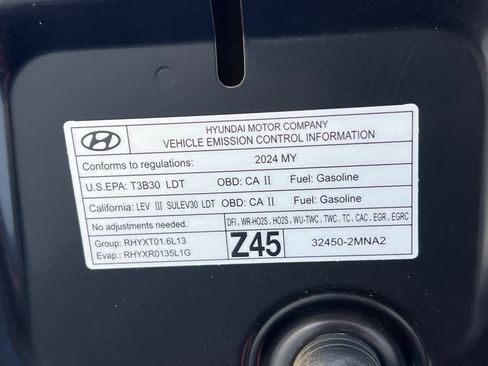 HYUNDAI MOTOR COMPANY
VEHICLE EMISSION CONTROL INFORMATION
Conforms to regulations: 2024 MY
U.S.EPA: T3B30 LDT OBD: CA II Fuel: Gasoline
California: LEV III SULEV30 LDT OBD: CA II Fuel: Gasoline
No adjustments needed. DFI, WR-HO2S, HO2S, WU-TWC, TWC, TC, CAC, EGR, EGRC
Group: RHYXT01.6L13
Evap.: RHYXR0135L1G
Z45 32450-2MNA2